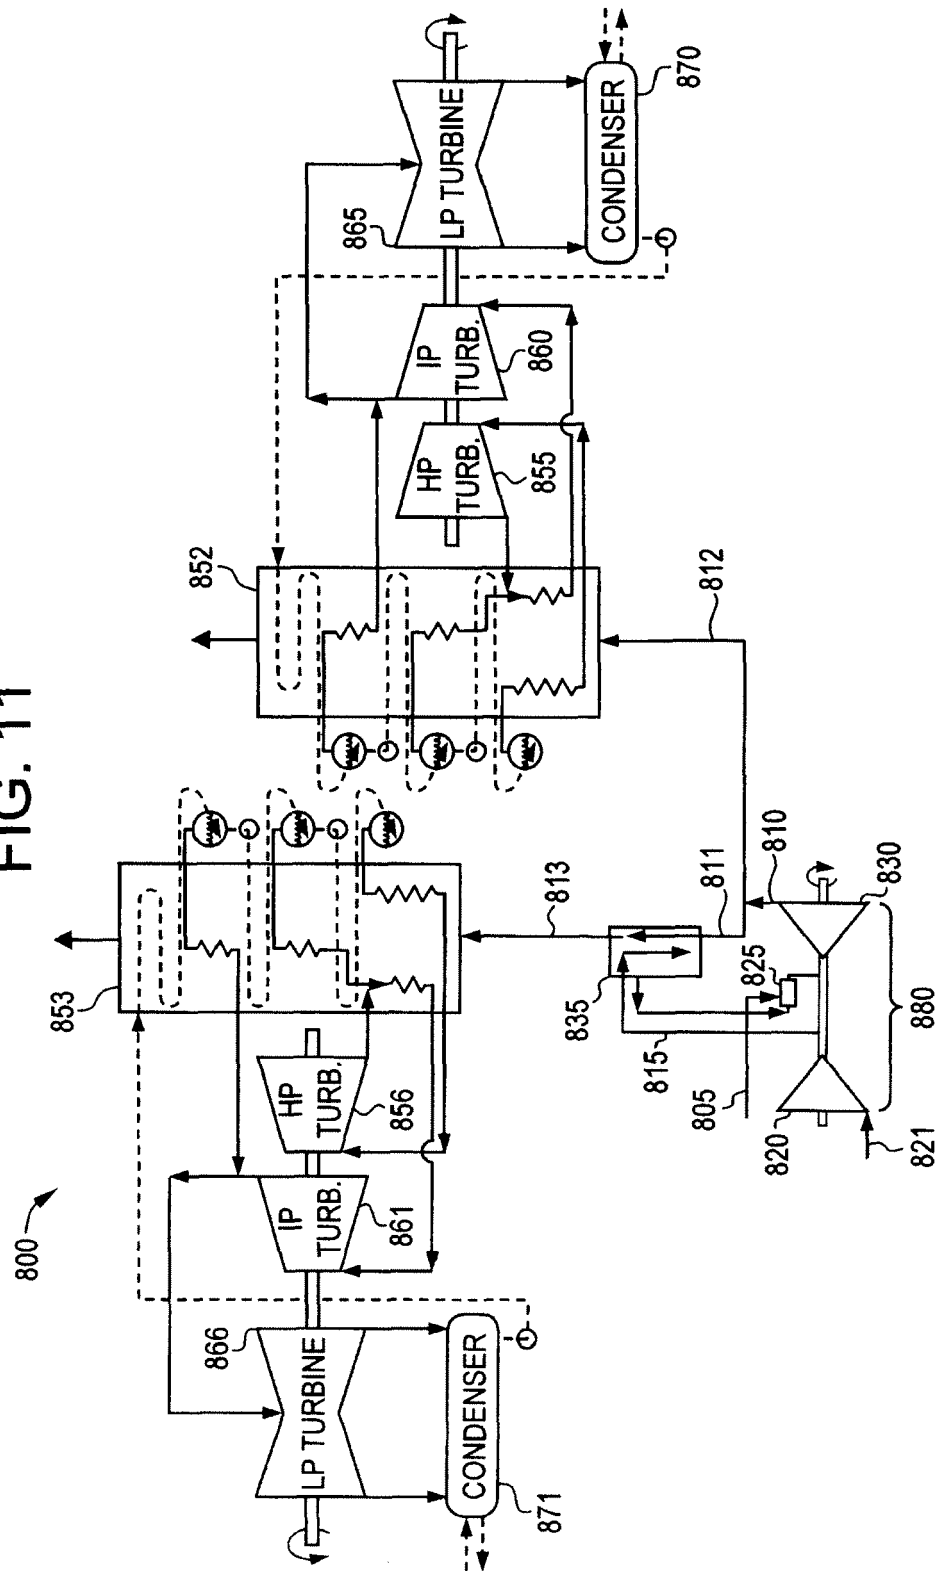 FIG. 11
800
853
852
LP TURBINE
866
IP
TURB.
861
HP
TURB.
856
CONDENSER
871
HP
TURB.
855
IP
TURB.
860
LP TURBINE
865
CONDENSER
870
813
812
811
835
815
805
825
810
830
820
821
880